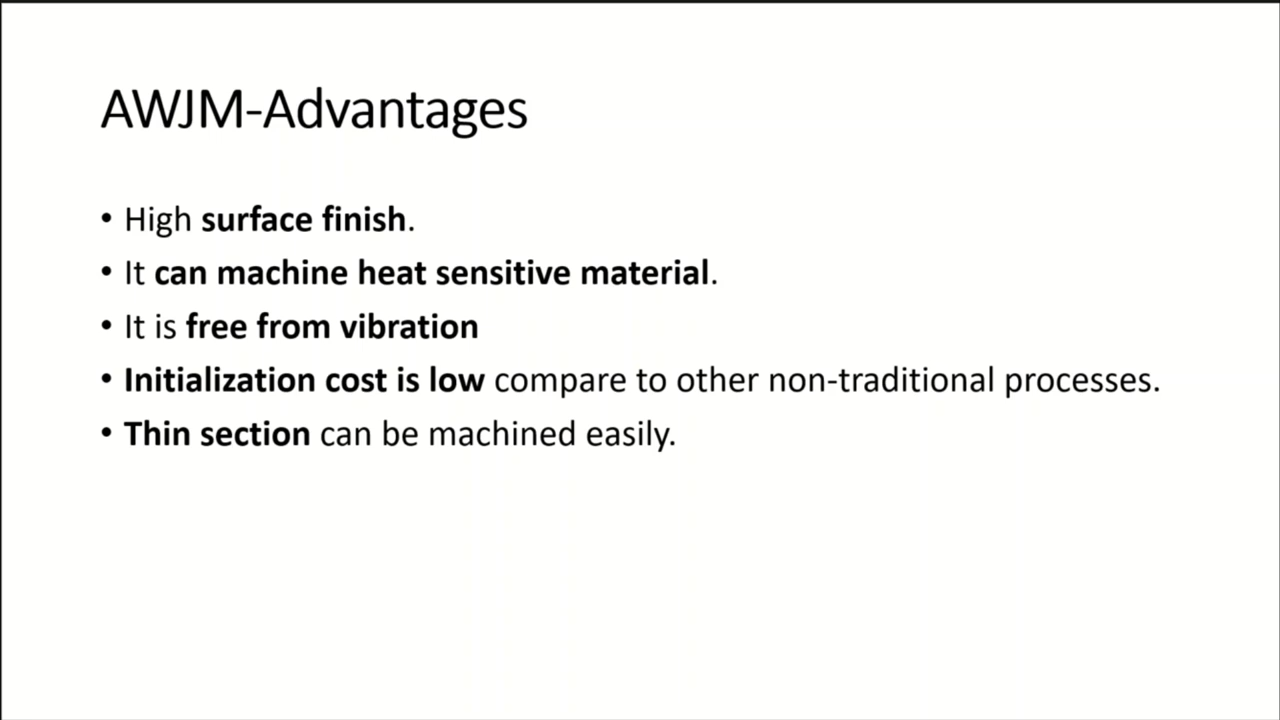 AWJM-Advantages
• High surface finish.
• It can machine heat sensitive material.
• It is free from vibration
• Initialization cost is low compare to other non-traditional processes.
• Thin section can be machined easily.